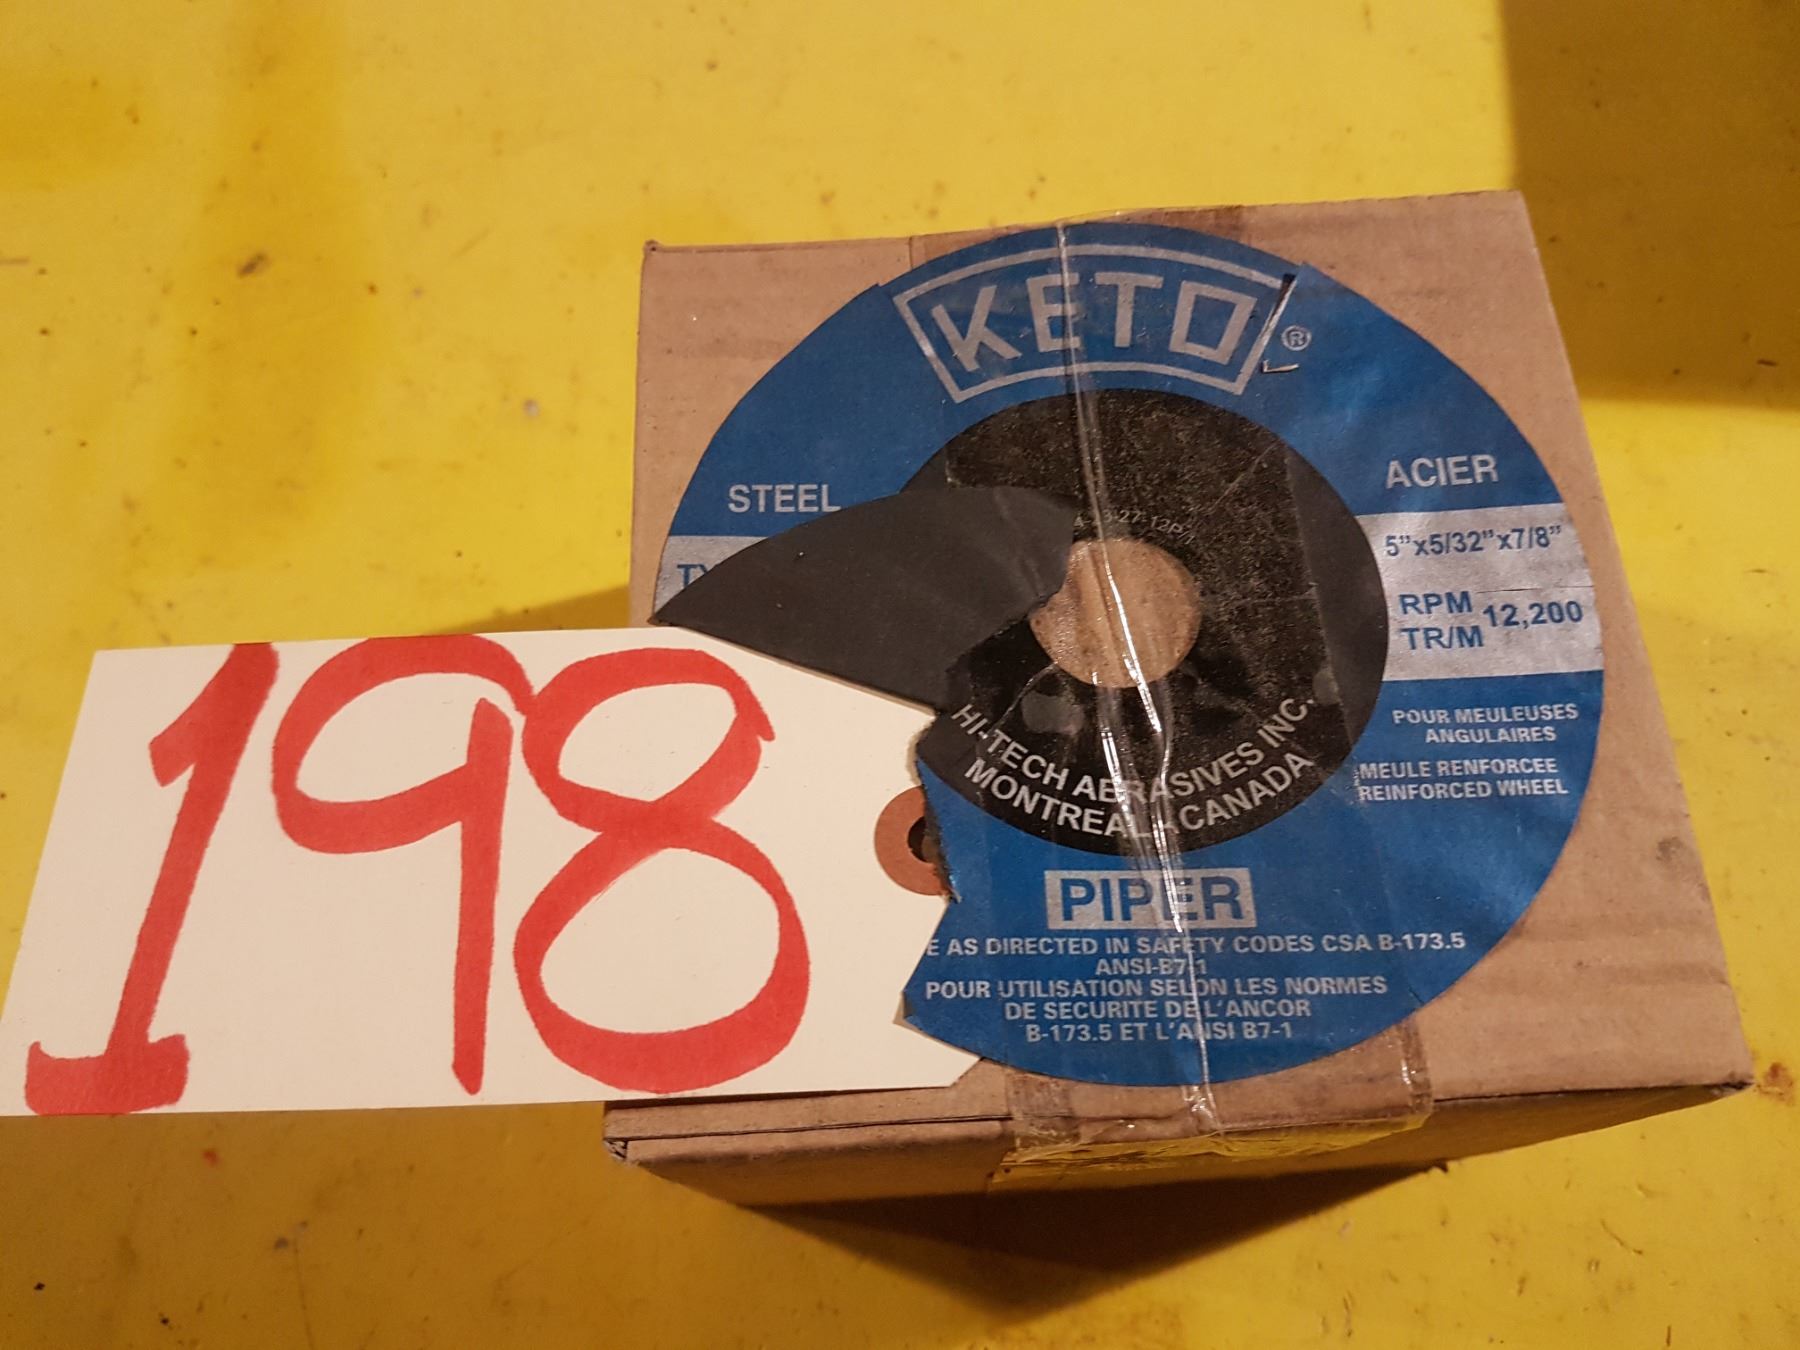 KETO®
STEEL
ACIER
5"x5/32"x7/8"
RPM 12,200
TR/M
POUR MEULEUSES
ANGULAIRES
MEULE RENFORCEE
REINFORCED WHEEL
HI-TECH ABRASIVES INC.
MONTREAL - CANADA
PIPER
AS DIRECTED IN SAFETY CODES CSA B-173.5
ANSI-B7-1
POUR UTILISATION SELON LES NORMES
DE SECURITE DE L'ANCOR
B-173.5 ET L'ANSI B7-1
198